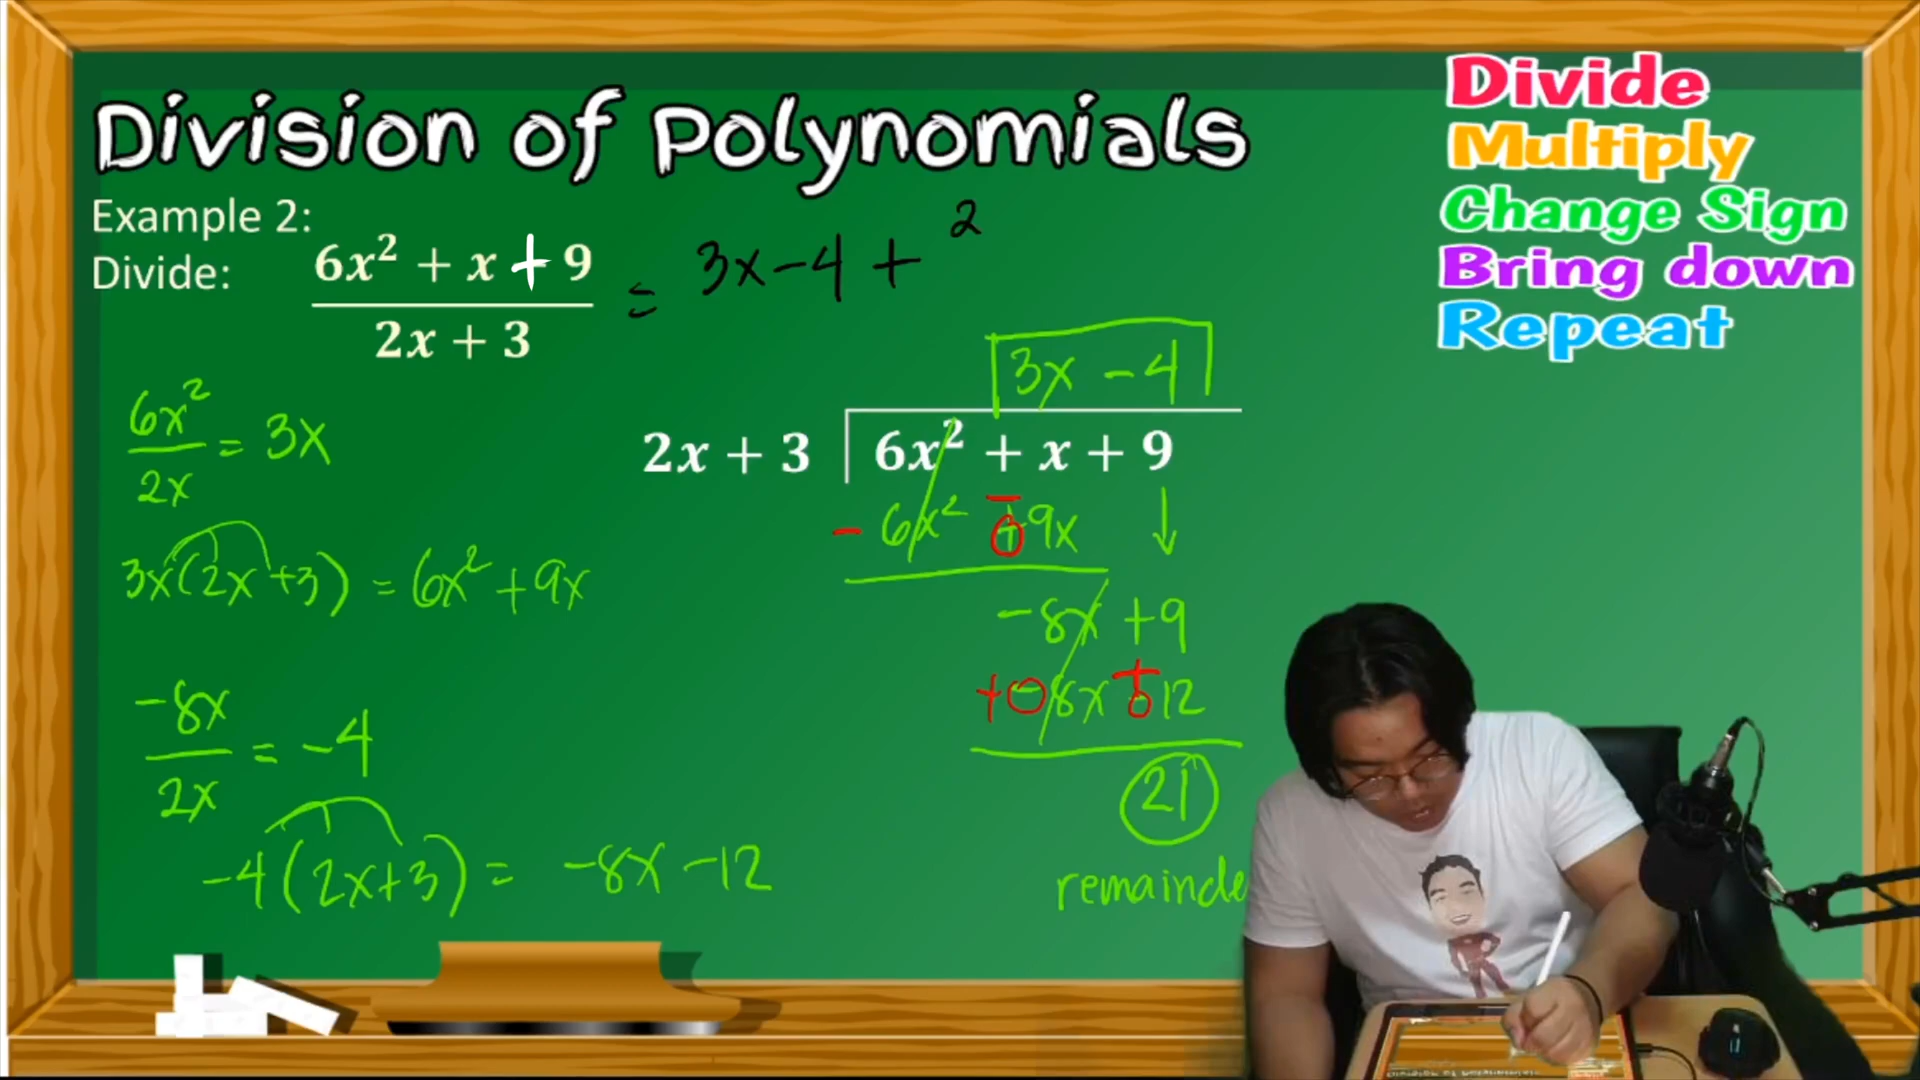 Division of Polynomials
Example 2:
Divide:
6x² + x + 9
2x + 3
= 3x - 4 + 2
Divide
Multiply
Change Sign
Bring down
Repeat
3x - 4
2x + 3 6x² + x + 9
- 6x² + - 9x
-8x + 9
+ - 8x - + 12
21
remainde
6x²
2x
= 3x
3x(2x + 3) = 6x² + 9x
-8x
2x
= -4
-4(2x+3) = -8x - 12